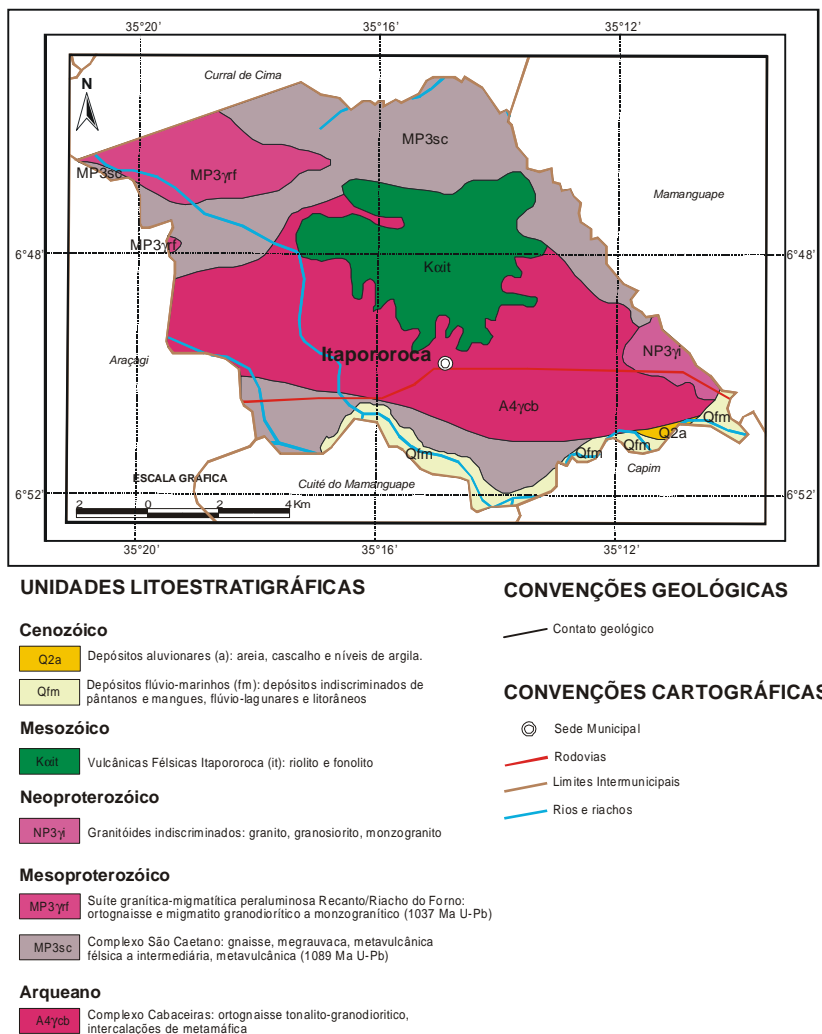 35°20'
35°16'
35°12'
Curral de Cima
N
MP3sc
MP3sc
MP3γrf
Mamanguape
MP3γrf
6°48'
6°48'
Kαit
Itapororoca
NP3γi
Araçagi
A4γcb
Qfm
Q2a
Qfm
Qfm
Qfm
Capim
ESCALA GRÁFICA
Cuité do Mamanguape
6°52'
6°52'
2 0 2 4 Km
35°20'
35°16'
35°12'
UNIDADES LITOESTRATIGRÁFICAS
Cenozóico
Q2a Depósitos aluvionares (a): areia, cascalho e níveis de argila.
Qfm Depósitos flúvio-marinhos (fm): depósitos indiscriminados de
pântanos e mangues, flúvio-lagunares e litorâneos
Mesozóico
Kαit Vulcânicas Félsicas Itapororoca (it): riolito e fonolito
Neoproterozóico
NP3γi Granitóides indiscriminados: granito, granosiorito, monzogranito
Mesoproterozóico
MP3γrf Suíte granítica-migmatítica peraluminosa Recanto/Riacho do Forno:
ortognaisse e migmatito granodiorítico a monzogranítico (1037 Ma U-Pb)
MP3sc Complexo São Caetano: gnaisse, megrauvaca, metavulcânica
félsica a intermediária, metavulcânica (1089 Ma U-Pb)
Arqueano
A4γcb Complexo Cabaceiras: ortognaisse tonalito-granodioritico,
intercalações de metamáfica
CONVENÇÕES GEOLÓGICAS
Contato geológico
CONVENÇÕES CARTOGRÁFICAS
Sede Municipal
Rodovias
Limites Intermunicipais
Rios e riachos